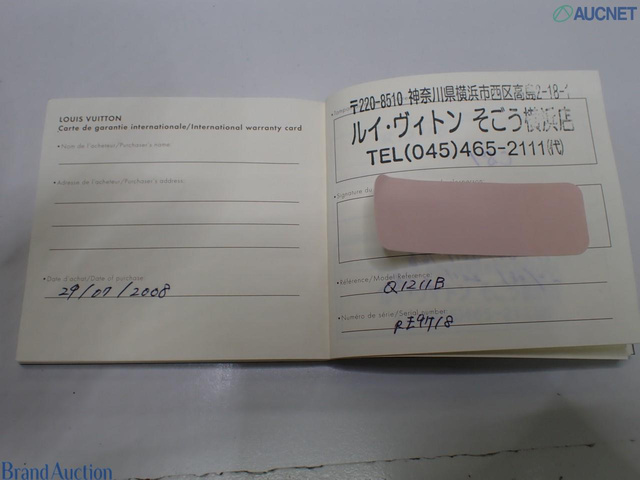 AUCNET
LOUIS VUITTON
Carte de garantie internationale/International warranty card
•Nom de l'acheteur/Purchaser's name:
•Adresse de l'acheteur/Purchaser's address:
•Date d'achat/Date of purchase:
29/07/2008
〒220-8510 神奈川県横浜市西区高島2-18-1
ルイ・ヴィトン そごう横浜店
TEL(045)465-2111(代)
•Signature du
•Référence/Model Reference:
Q1211B
•Numéro de série/Serial number:
RE9718
Brand Auction